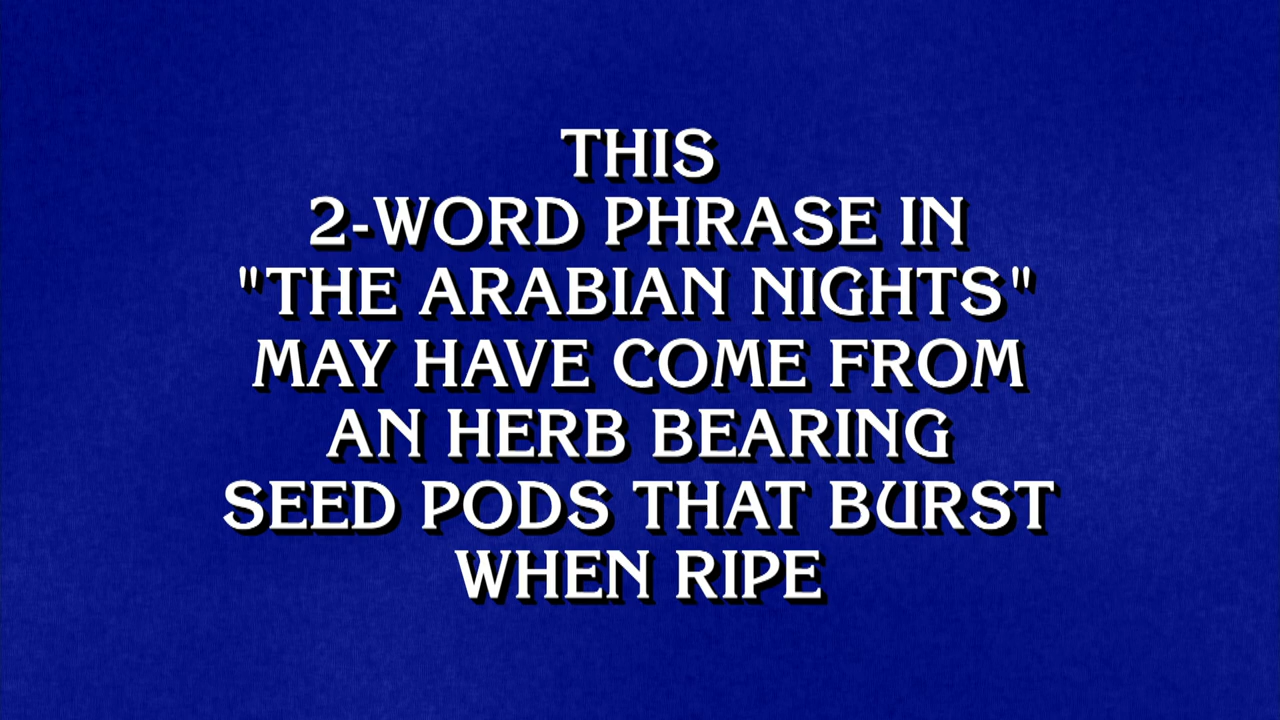 THIS
2-WORD PHRASE IN
"THE ARABIAN NIGHTS"
MAY HAVE COME FROM
AN HERB BEARING
SEED PODS THAT BURST
WHEN RIPE